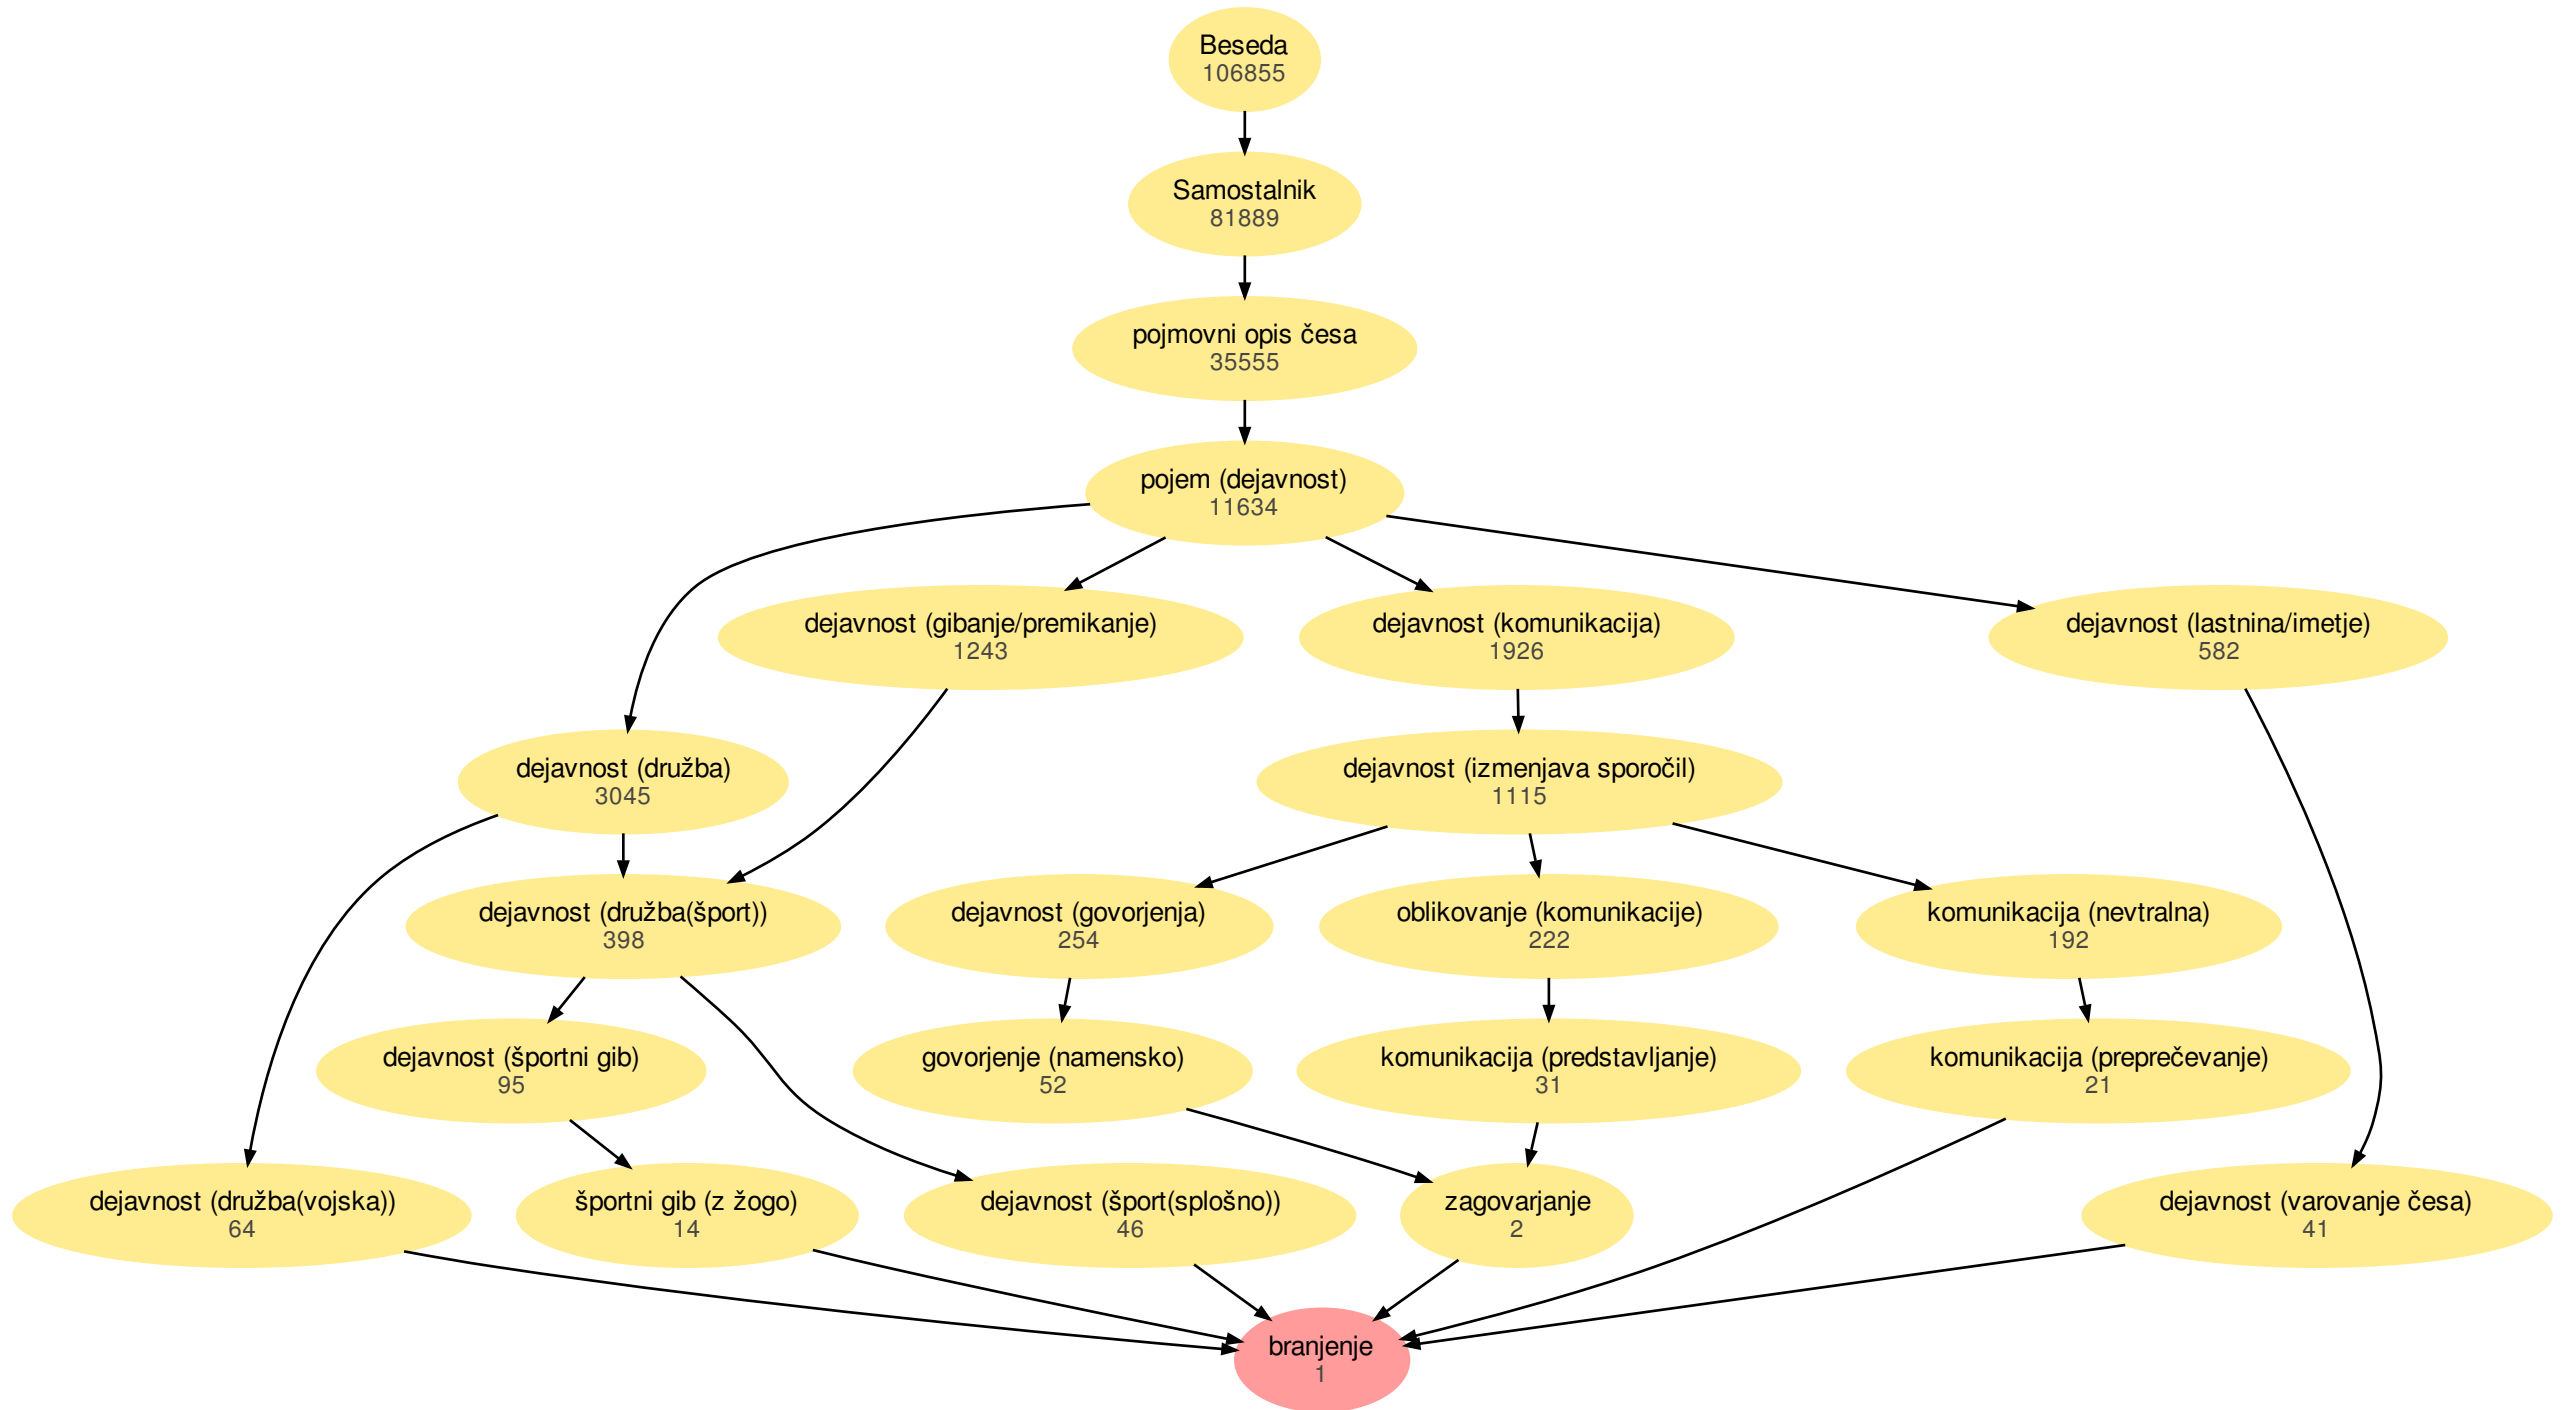 Beseda
106855
Samostalnik
81889
pojmovni opis česa
35555
pojem (dejavnost)
11634
dejavnost (gibanje/premikanje)
1243
dejavnost (komunikacija)
1926
dejavnost (lastnina/imetje)
582
dejavnost (družba)
3045
dejavnost (izmenjava sporočil)
1115
dejavnost (družba(šport))
398
dejavnost (govorjenja)
254
oblikovanje (komunikacije)
222
komunikacija (nevtralna)
192
dejavnost (športni gib)
95
govorjenje (namensko)
52
komunikacija (predstavljanje)
31
komunikacija (preprečevanje)
21
dejavnost (družba(vojska))
64
športni gib (z žogo)
14
dejavnost (šport(splošno))
46
zagovarjanje
2
dejavnost (varovanje česa)
41
branjenje
1